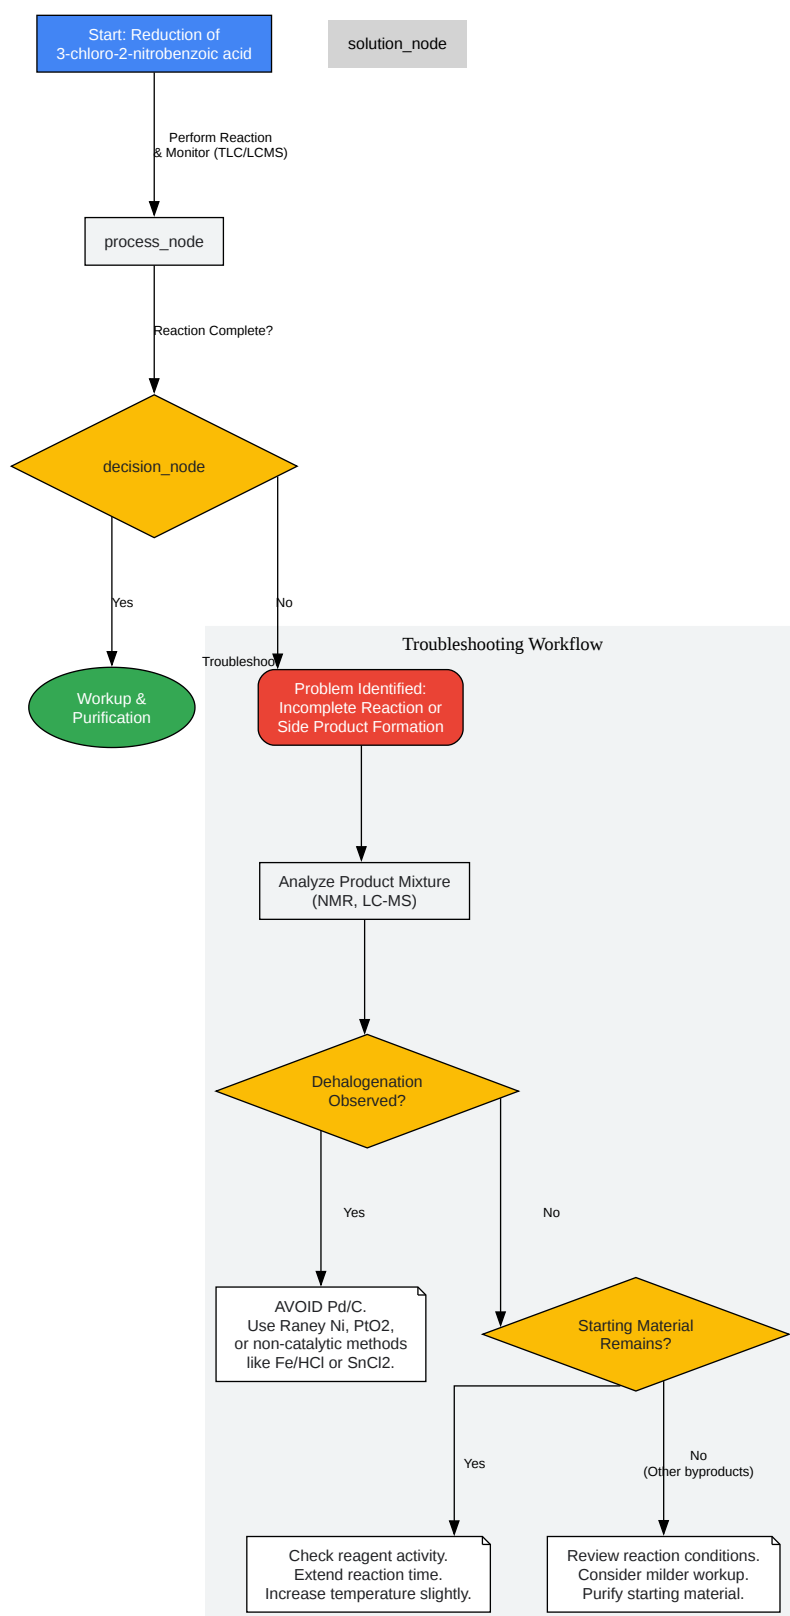 Start: Reduction of
3-chloro-2-nitrobenzoic acid
solution_node
Perform Reaction
& Monitor (TLC/LCMS)
process_node
Reaction Complete?
decision_node
Yes
No
Troubleshooting Workflow
Troubleshoo
Workup &
Purification
Problem Identified:
Incomplete Reaction or
Side Product Formation
Analyze Product Mixture
(NMR, LC-MS)
Dehalogenation
Observed?
Yes
No
AVOID Pd/C.
Use Raney Ni, PtO2,
or non-catalytic methods
like Fe/HCl or SnCl2.
Starting Material
Remains?
Yes
No
(Other byproducts)
Check reagent activity.
Extend reaction time.
Increase temperature slightly.
Review reaction conditions.
Consider milder workup.
Purify starting material.